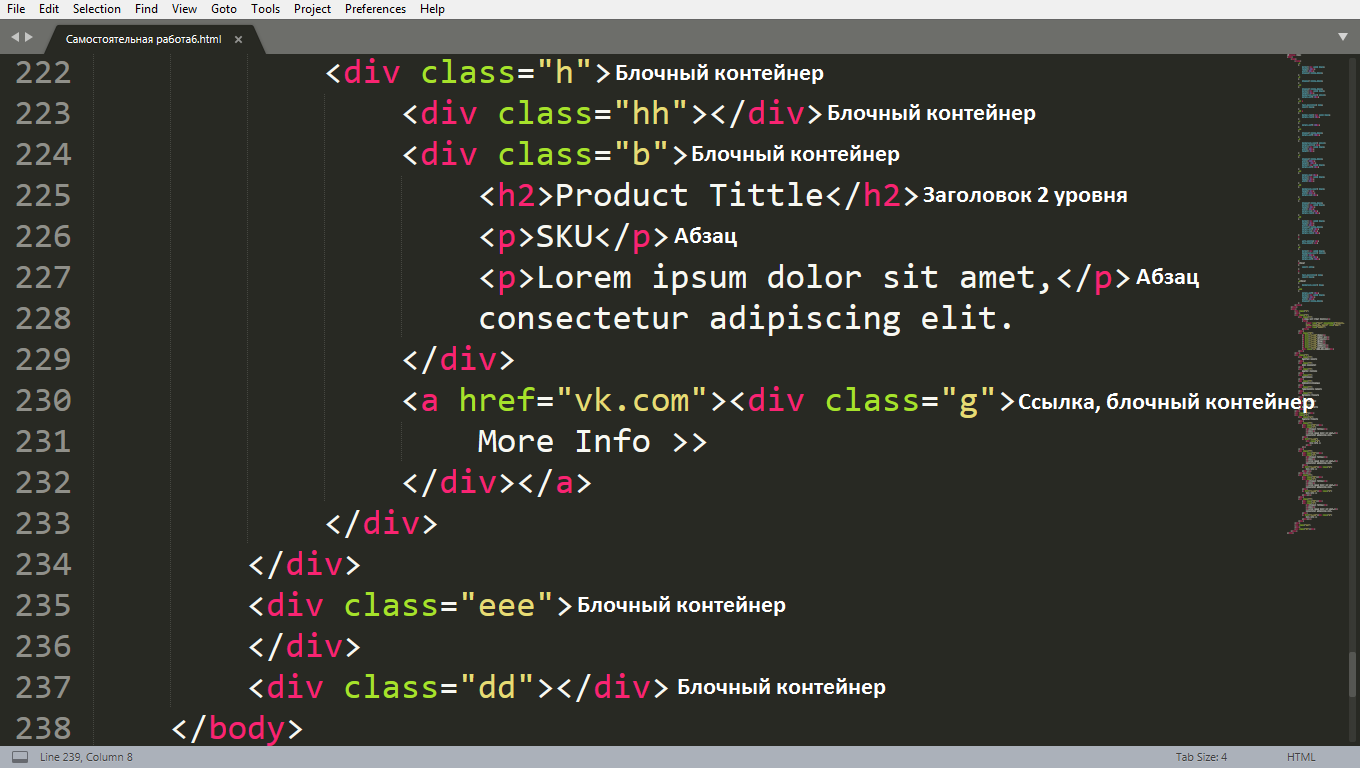 File Edit Selection Find View Goto Tools Project Preferences Help
Самостоятельная работа6.html ×
222 <div class="h"> Блочный контейнер
223 <div class="hh"></div> Блочный контейнер
224 <div class="b"> Блочный контейнер
225 <h2>Product Tittle</h2> Заголовок 2 уровня
226 <p>SKU</p> Абзац
227 <p>Lorem ipsum dolor sit amet,</p> Абзац
228 consectetur adipiscing elit.
229 </div>
230 <a href="vk.com"><div class="g"> Ссылка, блочный контейнер
231 More Info >>
232 </div></a>
233 </div>
234 </div>
235 <div class="eee"> Блочный контейнер
236 </div>
237 <div class="dd"></div> Блочный контейнер
238 </body>
Line 239, Column 8 Tab Size: 4 HTML